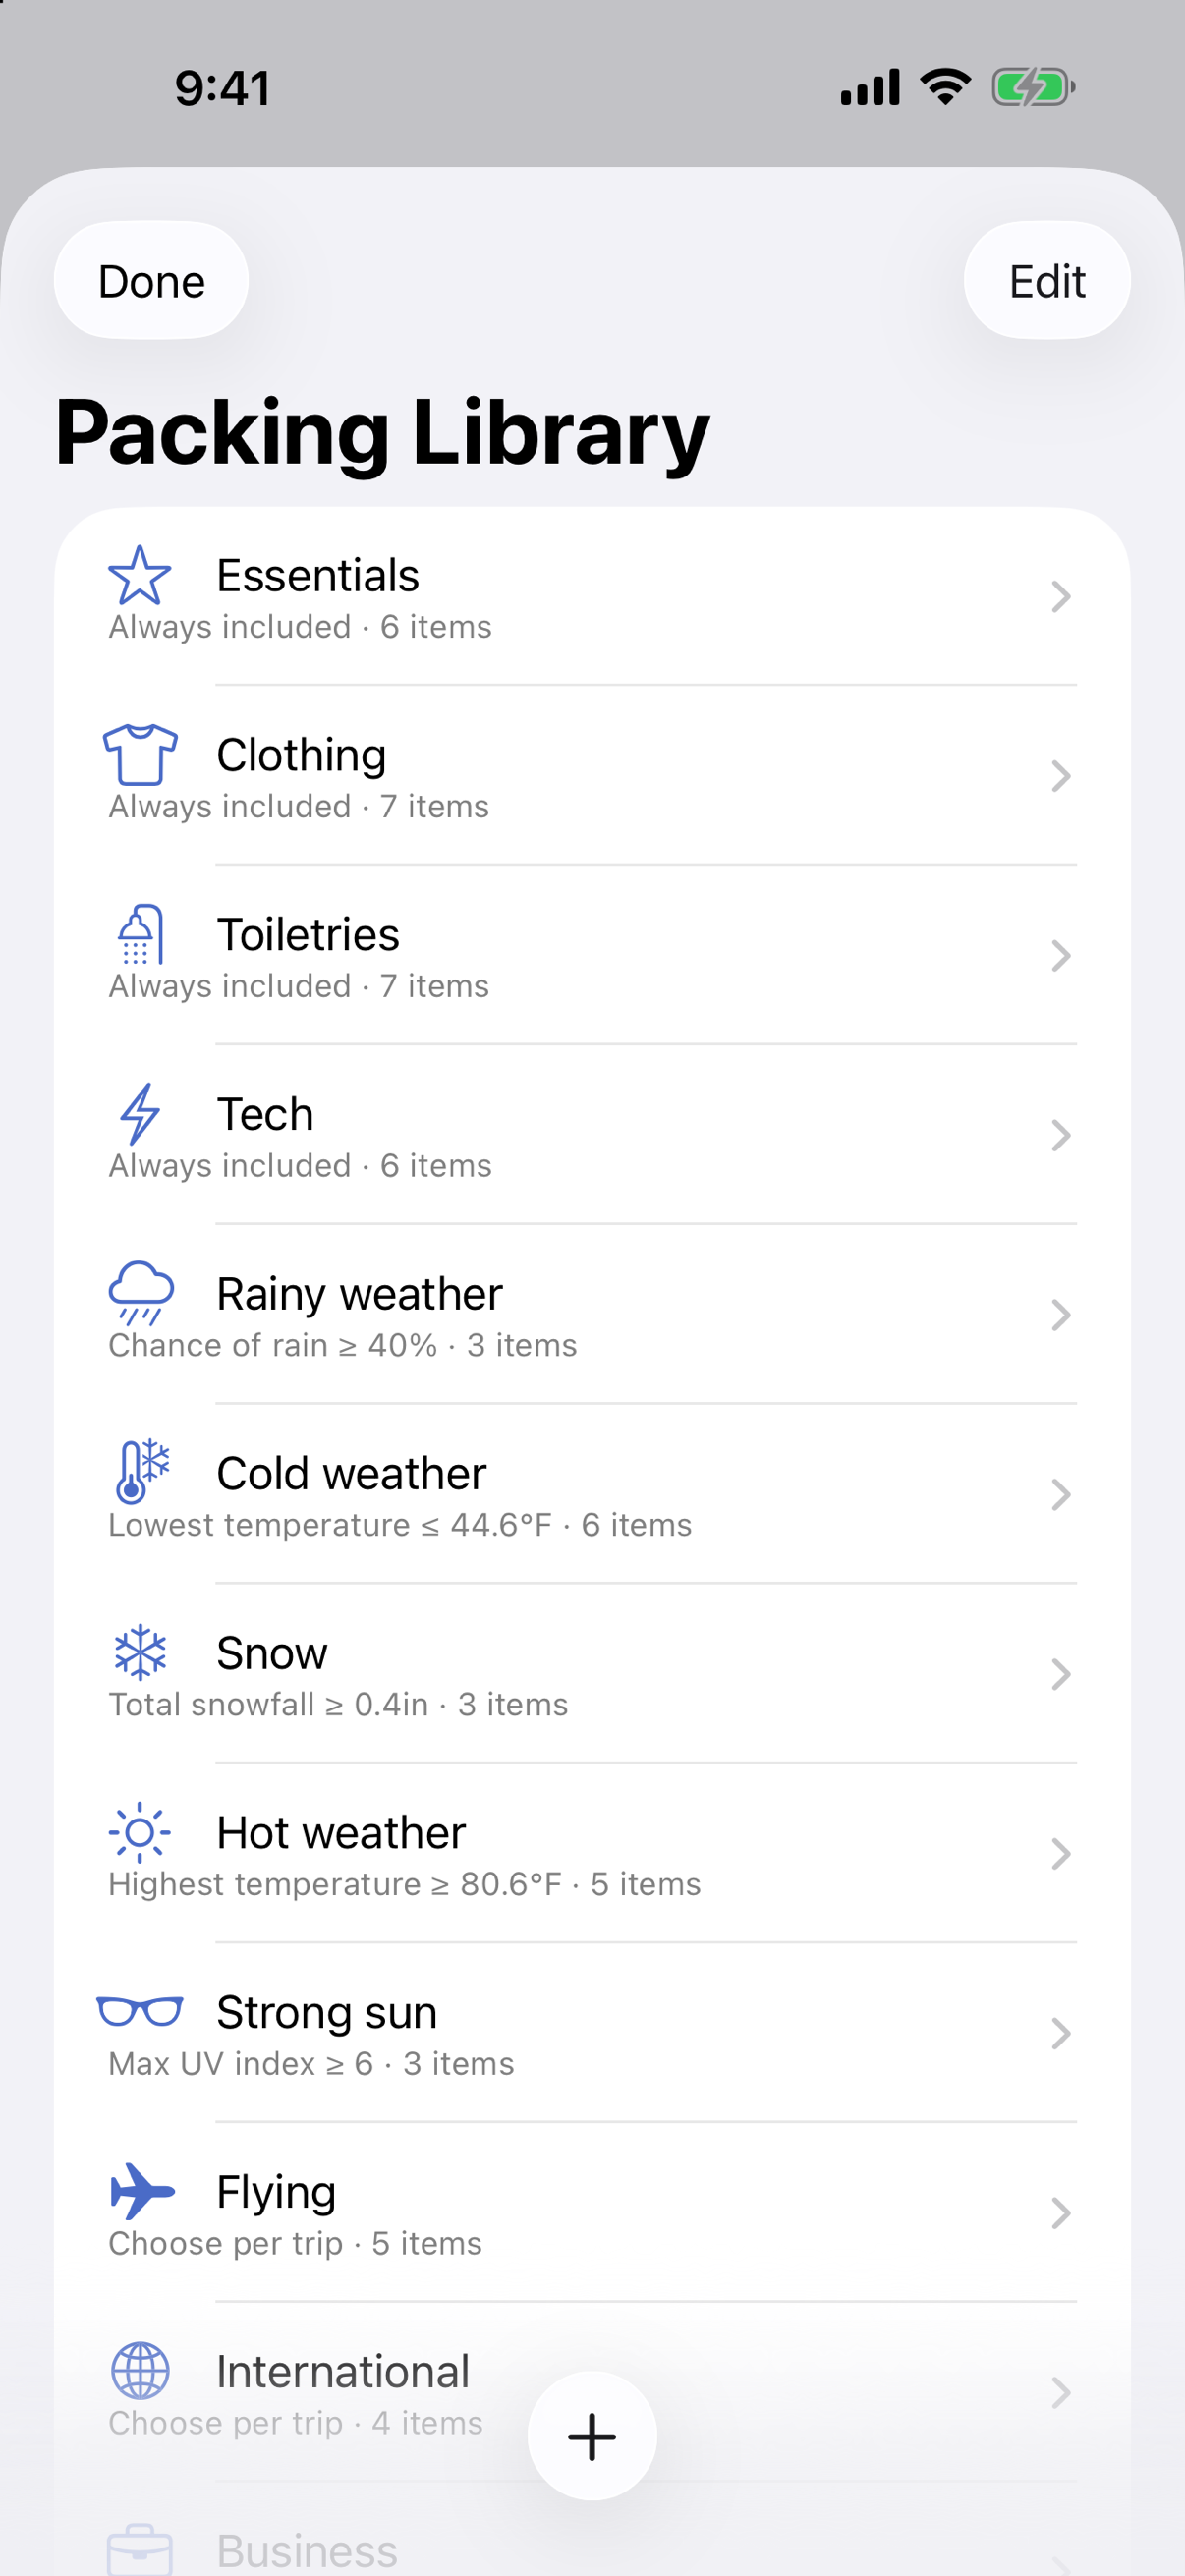 9:41
Done
Edit
Packing Library
Essentials
Always included · 6 items
Clothing
Always included · 7 items
Toiletries
Always included · 7 items
Tech
Always included · 6 items
Rainy weather
Chance of rain ≥ 40% · 3 items
Cold weather
Lowest temperature ≤ 44.6°F · 6 items
Snow
Total snowfall ≥ 0.4in · 3 items
Hot weather
Highest temperature ≥ 80.6°F · 5 items
Strong sun
Max UV index ≥ 6 · 3 items
Flying
Choose per trip · 5 items
International
Choose per trip · 4 items
Business